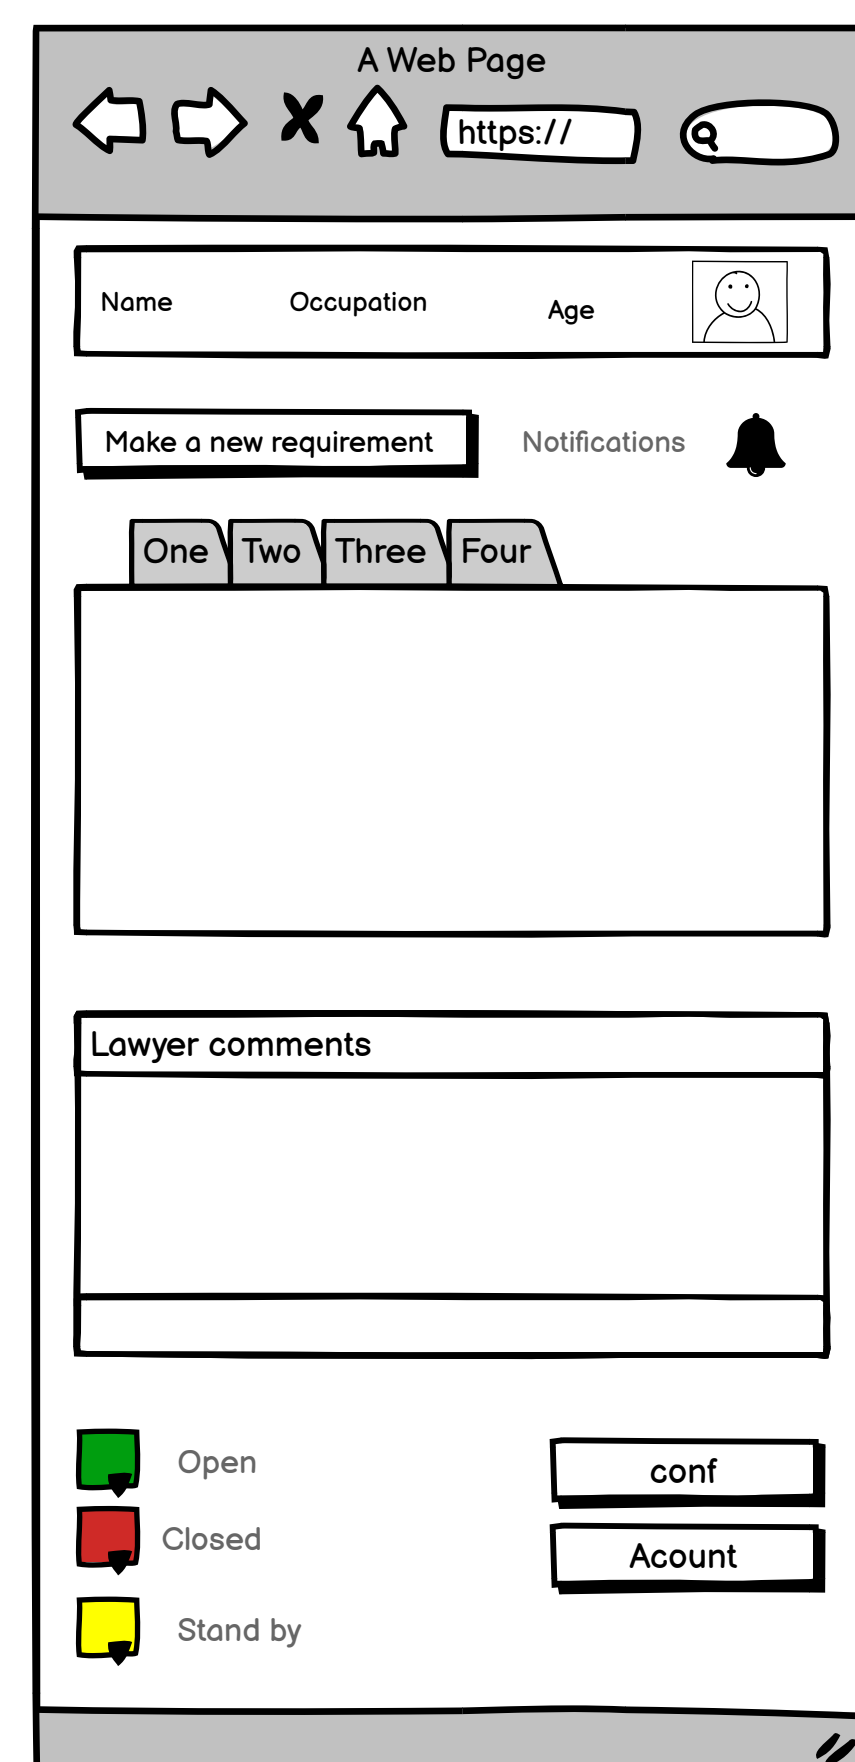 A Web Page
https://
Name Occupation Age
Make a new requirement Notifications
One Two Three Four
Lawyer comments
Open
conf
Closed
Acount
Stand by